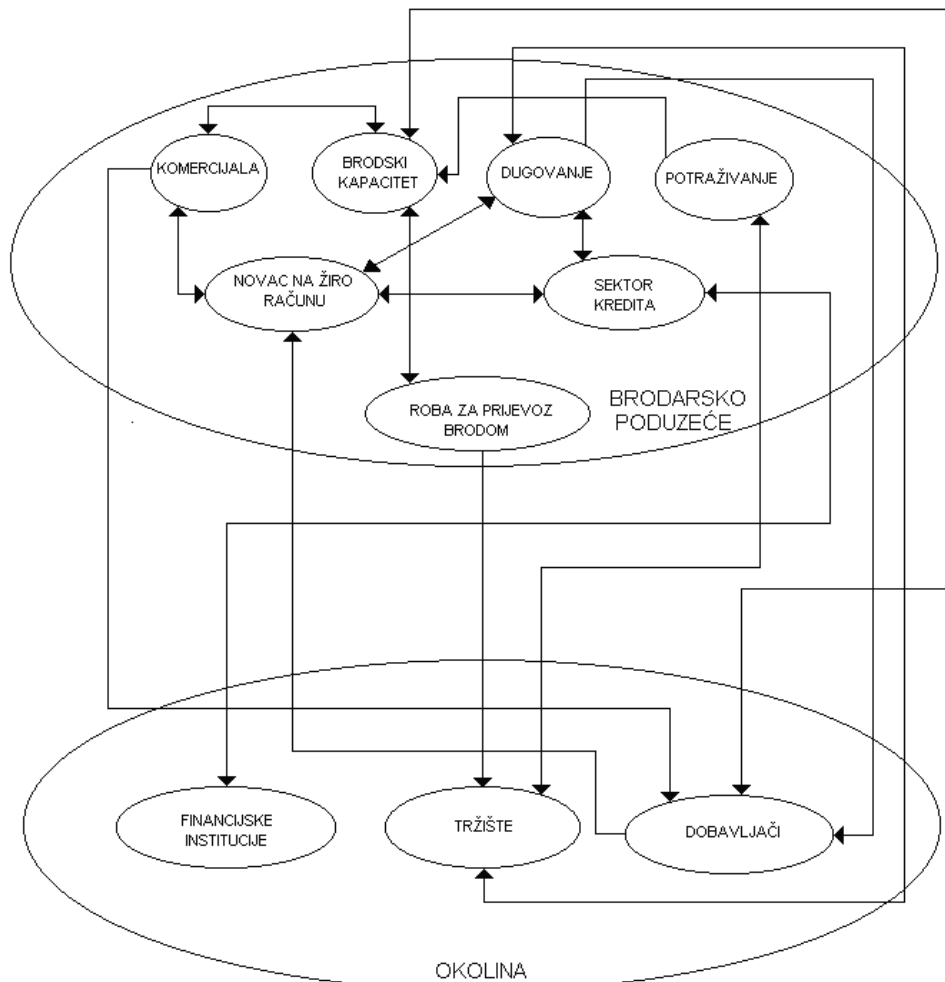 KOMERCIJALA
BRODSKI
KAPACITET
DUGOVANJE
POTRAŽIVANJE
NOVAC NA ŽIRO
RAČUNU
SEKTOR
KREDITA
ROBA ZA PRIJEVOZ
BRODOM
BRODARSKO
PODUZEĆE
FINANCIJSKE
INSTITUCIJE
TRŽIŠTE
DOBAVLJAČI
OKOLINA